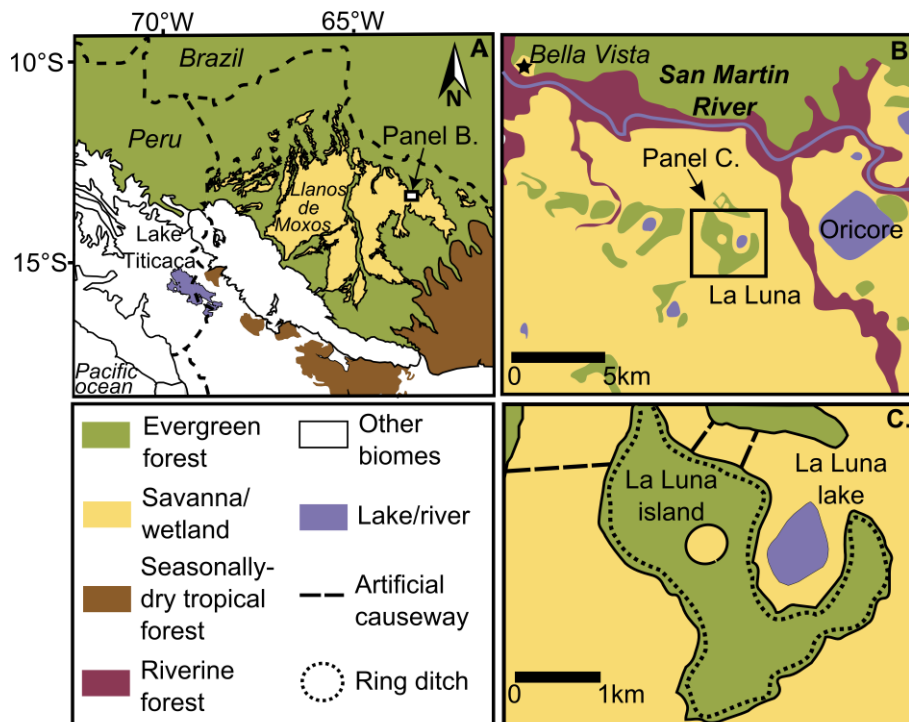 70°W
65°W
10°S
15°S
A
Brazil
Peru
N
Panel B.
Llanos
de
Moxos
Lake
Titicaca
Pacific
ocean
B
Bella Vista
San Martin
River
Panel C.
Oricore
La Luna
0
5km
Evergreen
forest
Savanna/
wetland
Seasonally-
dry tropical
forest
Riverine
forest
Other
biomes
Lake/river
Artificial
causeway
Ring ditch
C.
La Luna
island
La Luna
lake
0
1km